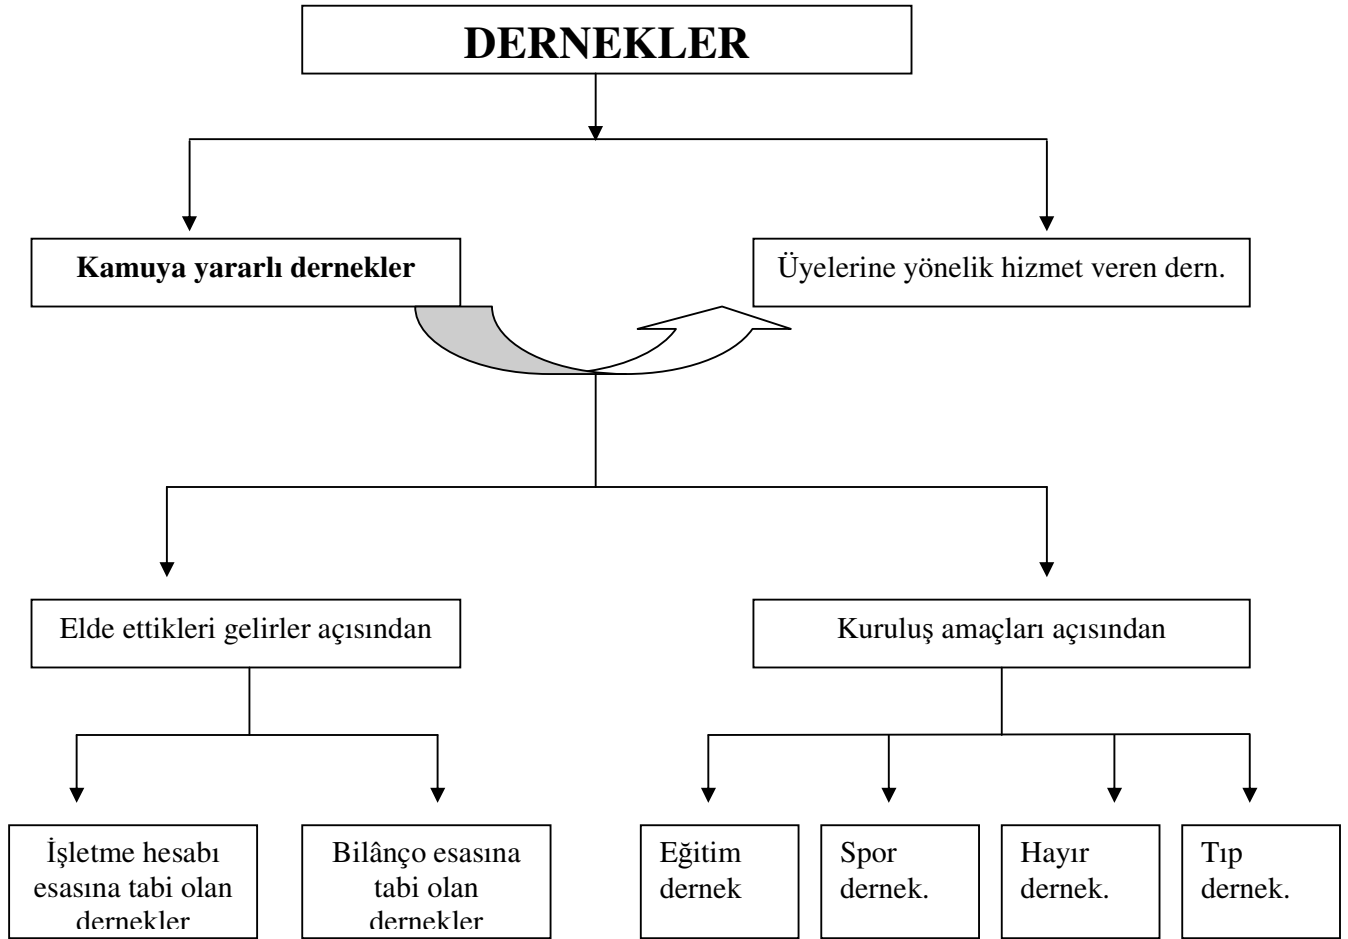 DERNEKLER
Kamuya yararlı dernekler
Üyelerine yönelik hizmet veren dern.
Elde ettikleri gelirler açısından
Kuruluş amaçları açısından
İşletme hesabı
esasına tabi olan
dernekler
Bilânço esasına
tabi olan
dernekler
Eğitim
dernek
Spor
dernek.
Hayır
dernek.
Tıp
dernek.